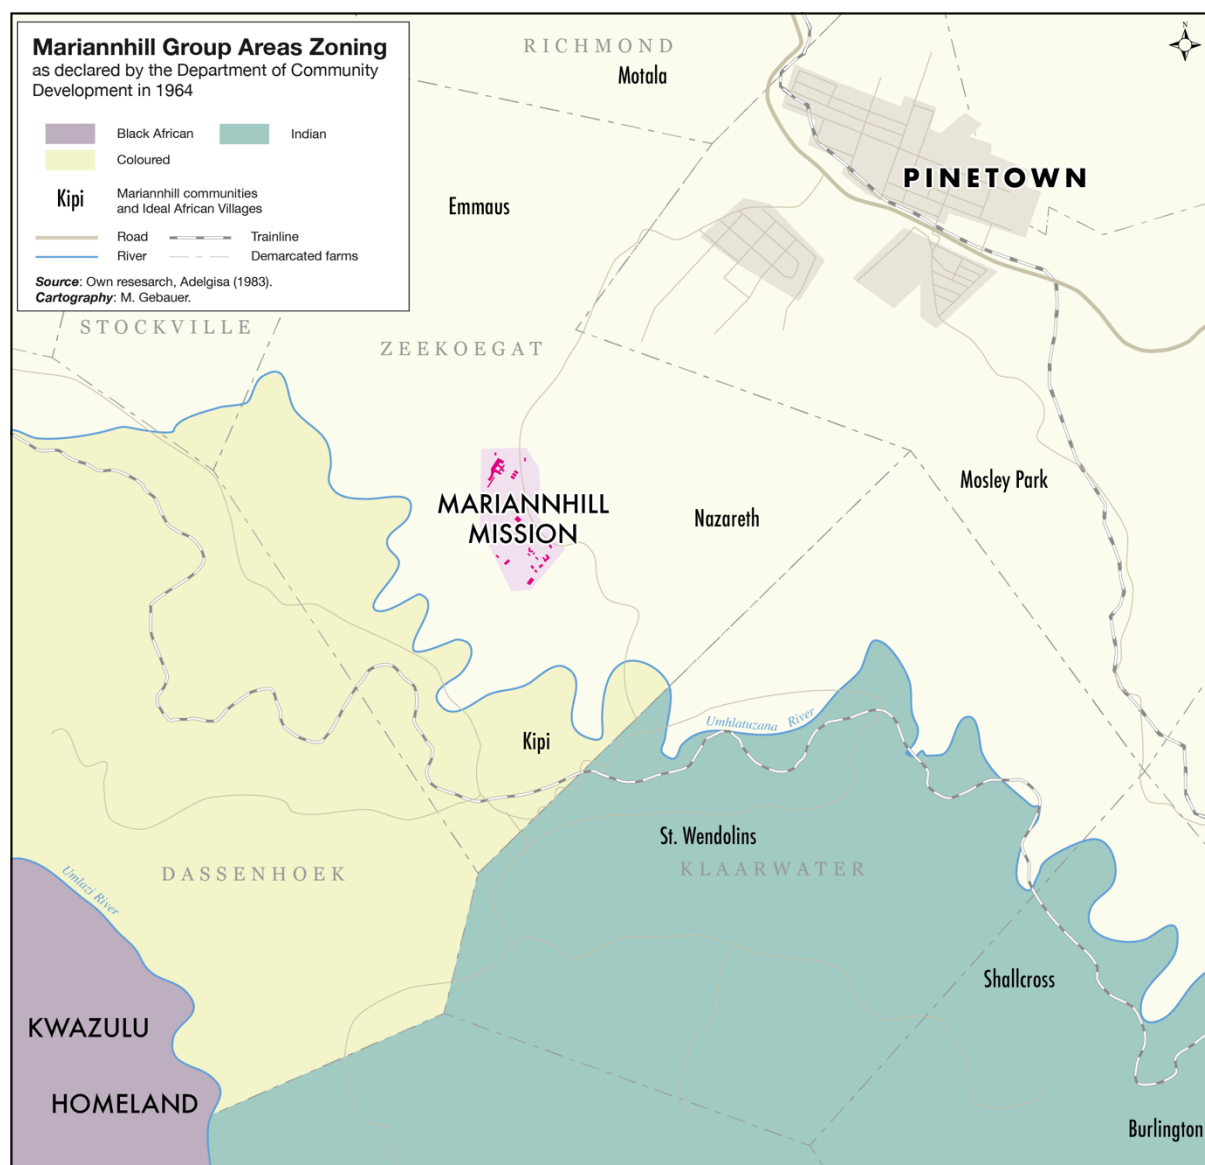 Mariannhill Group Areas Zoning
as declared by the Department of Community
Development in 1964
Black African
Indian
Coloured
Kipi
Mariannhill communities
and Ideal African Villages
Road
Trainline
River
Demarcated farms
Source: Own resesarch, Adelgisa (1983).
Cartography: M. Gebauer.
N
RICHMOND
Motala
PINETOWN
Emmaus
STOCKVILLE
ZEEKOEGAT
MARIANNHILL
MISSION
Mosley Park
Nazareth
Umhlatuzana River
Kipi
St. Wendolins
KLAARWATER
DASSENHOEK
Umlazi River
Shallcross
KWAZULU
HOMELAND
Burlington